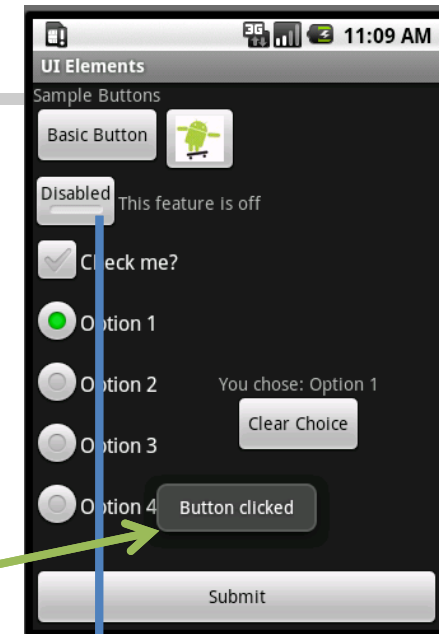 3G 11:09 AM
UI Elements
Sample Buttons
Basic Button
Disabled This feature is off
Check me?
Option 1
Option 2 You chose: Option 1
Clear Choice
Option 3
Option 4 Button clicked
Submit